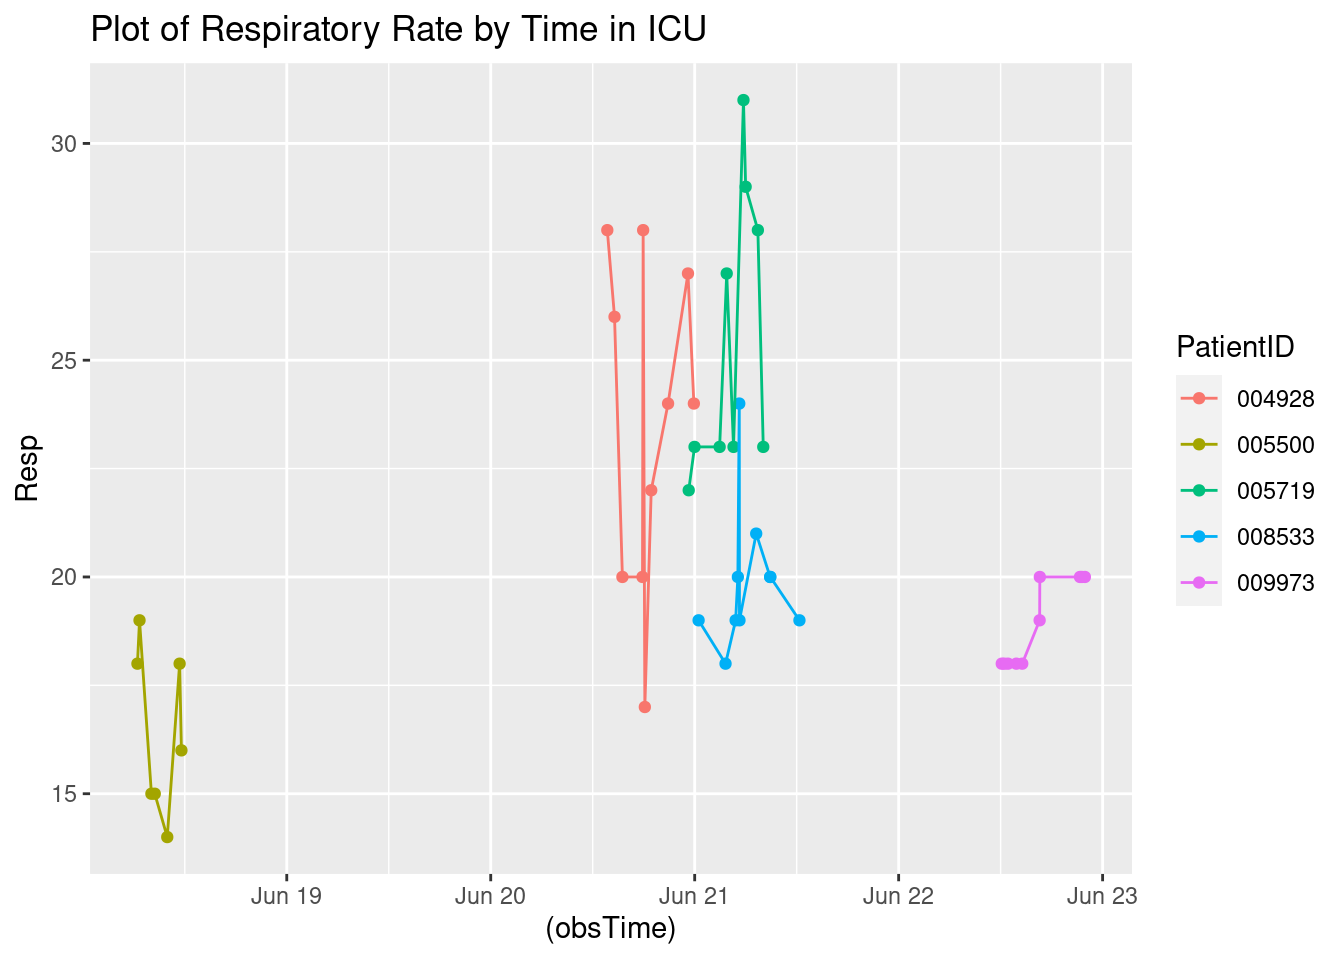 Plot of Respiratory Rate by Time in ICU
30
25
20
15
Resp
Jun 19
Jun 20
Jun 21
Jun 22
Jun 23
(obsTime)
PatientID
004928
005500
005719
008533
009973